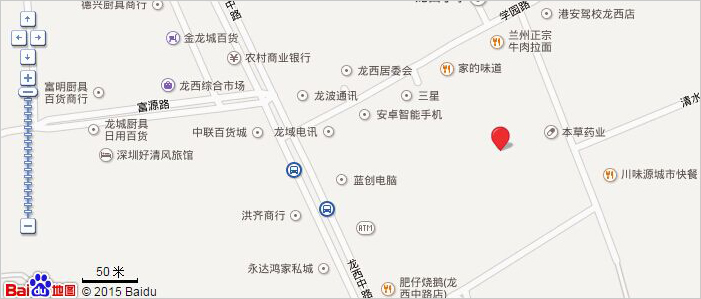 德兴厨具商行
龙西中路
学园路
港安驾校龙西店
金龙城百货
兰州正宗
牛肉拉面
农村商业银行
家的味道
龙西居委会
龙西综合市场
富明厨具
百货商行
富源路
龙波通讯
三星
清水
安卓智能手机
龙城厨具
日用百货
中联百货城
龙域电讯
本草药业
深圳好清风旅馆
蓝创电脑
川味源城市快餐
洪齐商行
ATM
永达鸿家私城
龙西中路
肥仔烧鹅(龙
西中路店)
50 米
Bai du 地图
© 2015 Baidu